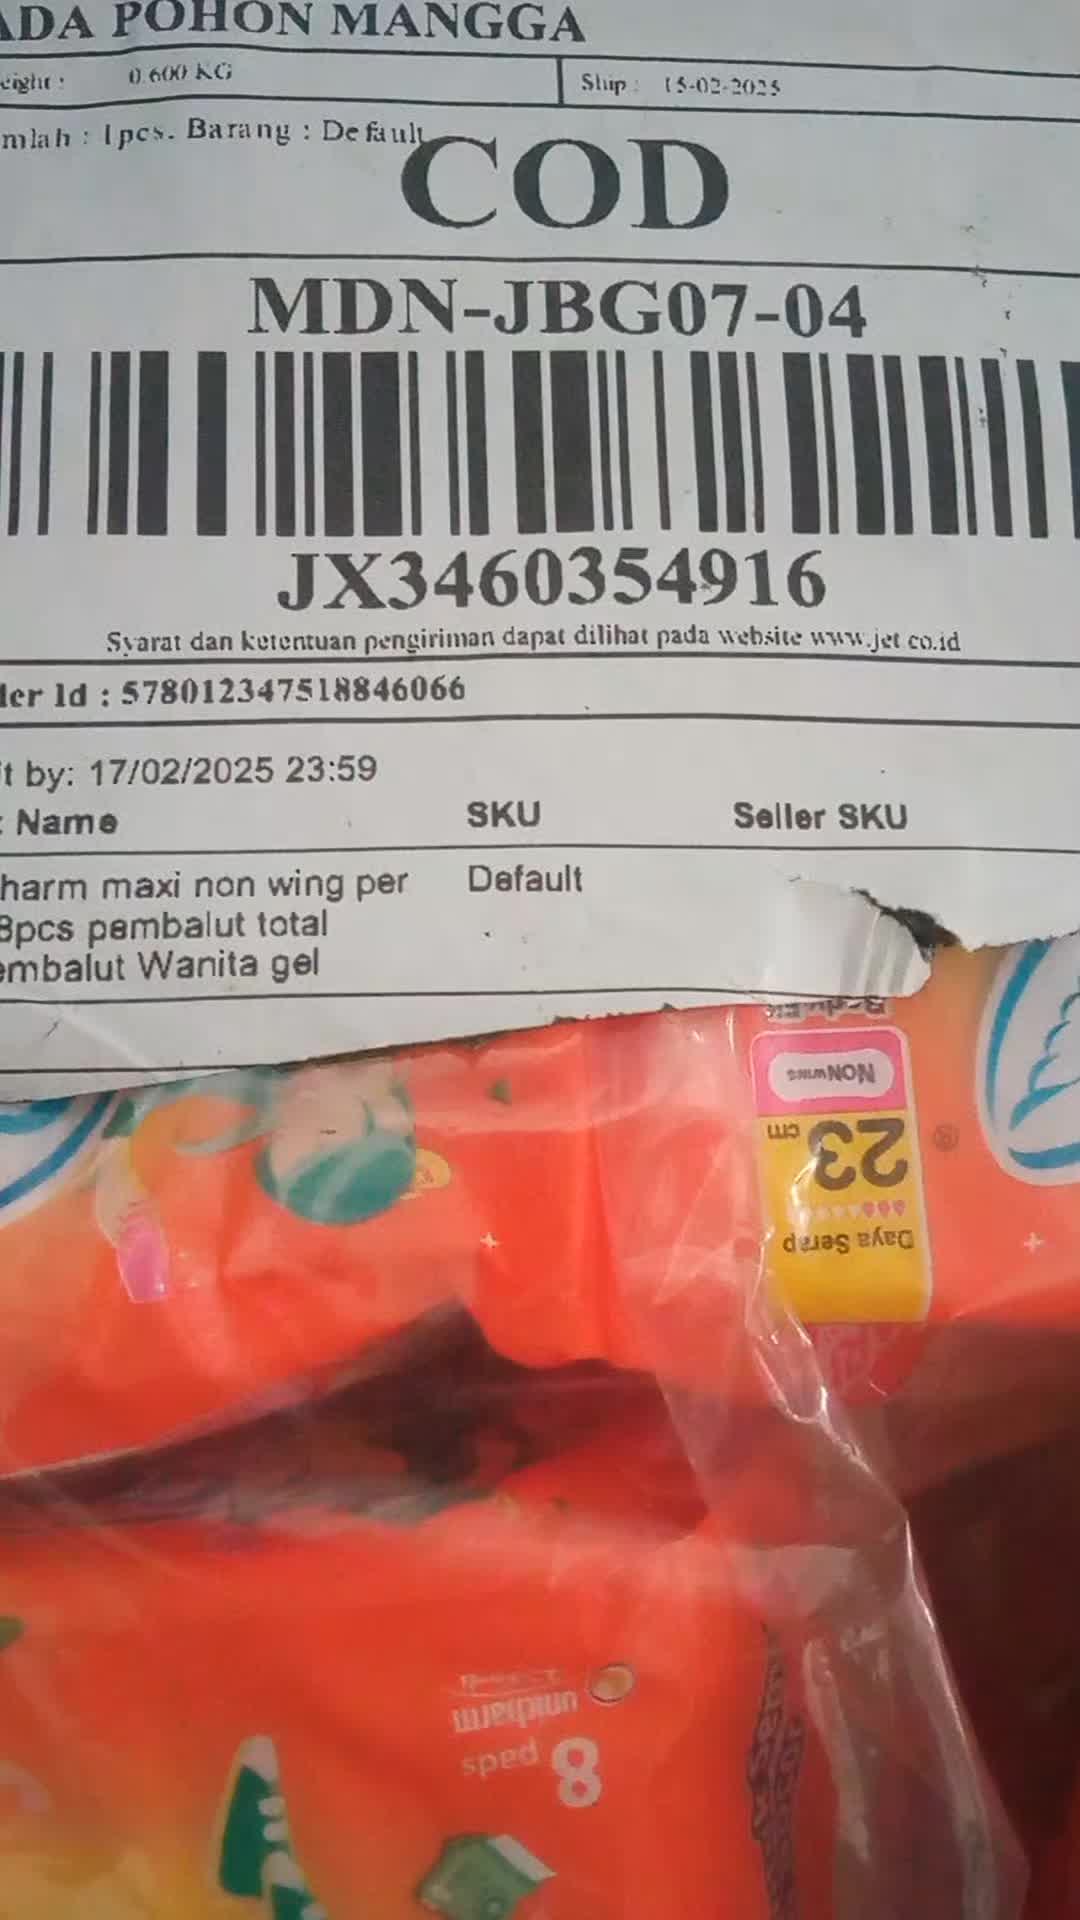 ADA POHON MANGGA
eight : 0.600 KG
Ship : 15-02-2025
mlah : 1pcs. Barang : Default
COD
MDN-JBG07-04
JX3460354916
Syarat dan ketentuan pengiriman dapat dilihat pada website www.jet.co.id
der Id : 578012347518846066
it by: 17/02/2025 23:59
Name SKU Seller SKU
harm maxi non wing per Default
8pcs pembalut total
embalut Wanita gel
NON WINGS
23 cm
Daya Serap
unicharm
8 pads